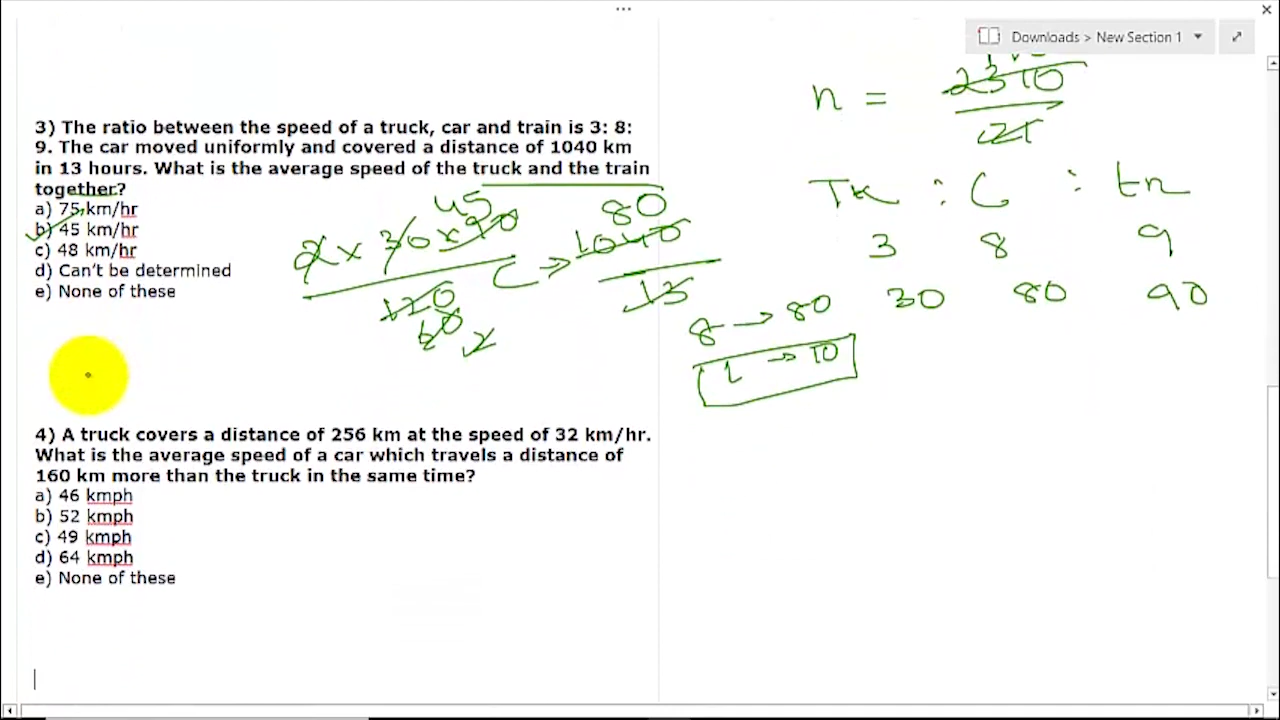 Downloads > New Section 1
n = 2310
21
3) The ratio between the speed of a truck, car and train is 3: 8:
9. The car moved uniformly and covered a distance of 1040 km
in 13 hours. What is the average speed of the truck and the train
together?
a) 75 km/hr
b) 45 km/hr
c) 48 km/hr
d) Can't be determined
e) None of these
45
2 x 30 x 90
120
60 2
80
C => 1040
13
8 -> 80
1 -> 10
TK : C : tn
3 8 9
30 80 90
4) A truck covers a distance of 256 km at the speed of 32 km/hr.
What is the average speed of a car which travels a distance of
160 km more than the truck in the same time?
a) 46 kmph
b) 52 kmph
c) 49 kmph
d) 64 kmph
e) None of these